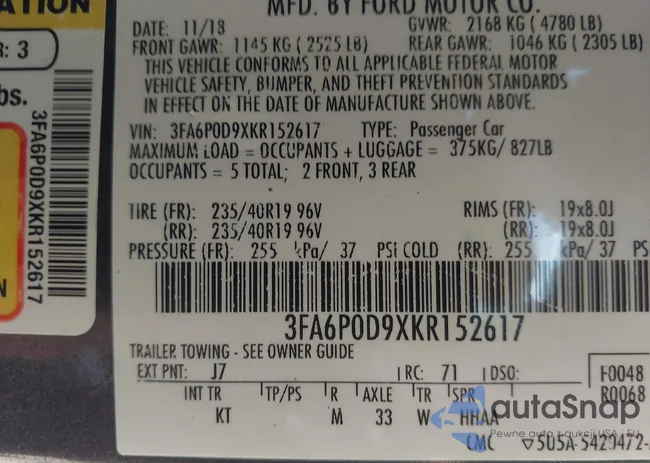 ATION
R: 3
bs.
3FA6P0D9XKR152617
N
MFD. BY FORD MOTOR CO.
DATE: 11/18 GVWR: 2168 KG ( 4780 LB)
FRONT GAWR: 1145 KG ( 2525 LB) REAR GAWR: 1046 KG ( 2305 LB)
THIS VEHICLE CONFORMS TO ALL APPLICABLE FEDERAL MOTOR
VEHICLE SAFETY, BUMPER, AND THEFT PREVENTION STANDARDS
IN EFFECT ON THE DATE OF MANUFACTURE SHOWN ABOVE.
VIN: 3FA6P0D9XKR152617 TYPE: Passenger Car
MAXIMUM LOAD = OCCUPANTS + LUGGAGE = 375KG/ 827LB
OCCUPANTS = 5 TOTAL; 2 FRONT, 3 REAR
TIRE (FR): 235/40R19 96V RIMS (FR): 19x8.0J
(RR): 235/40R19 96V (RR): 19x8.0J
PRESSURE (FR): 255 kPa/ 37 PSI COLD (RR): 255 kPa/ 37 PS
3FA6P0D9XKR152617
TRAILER TOWING - SEE OWNER GUIDE
EXT PNT: J7 RC: 71 DSO: F0048
R0068
INT TR TP/PS R AXLE TR SPR
KT M 33 W HHAA
autaSnap
Pewne auta z aukcji USA i EU
CMC ▽5U5A-5420472-